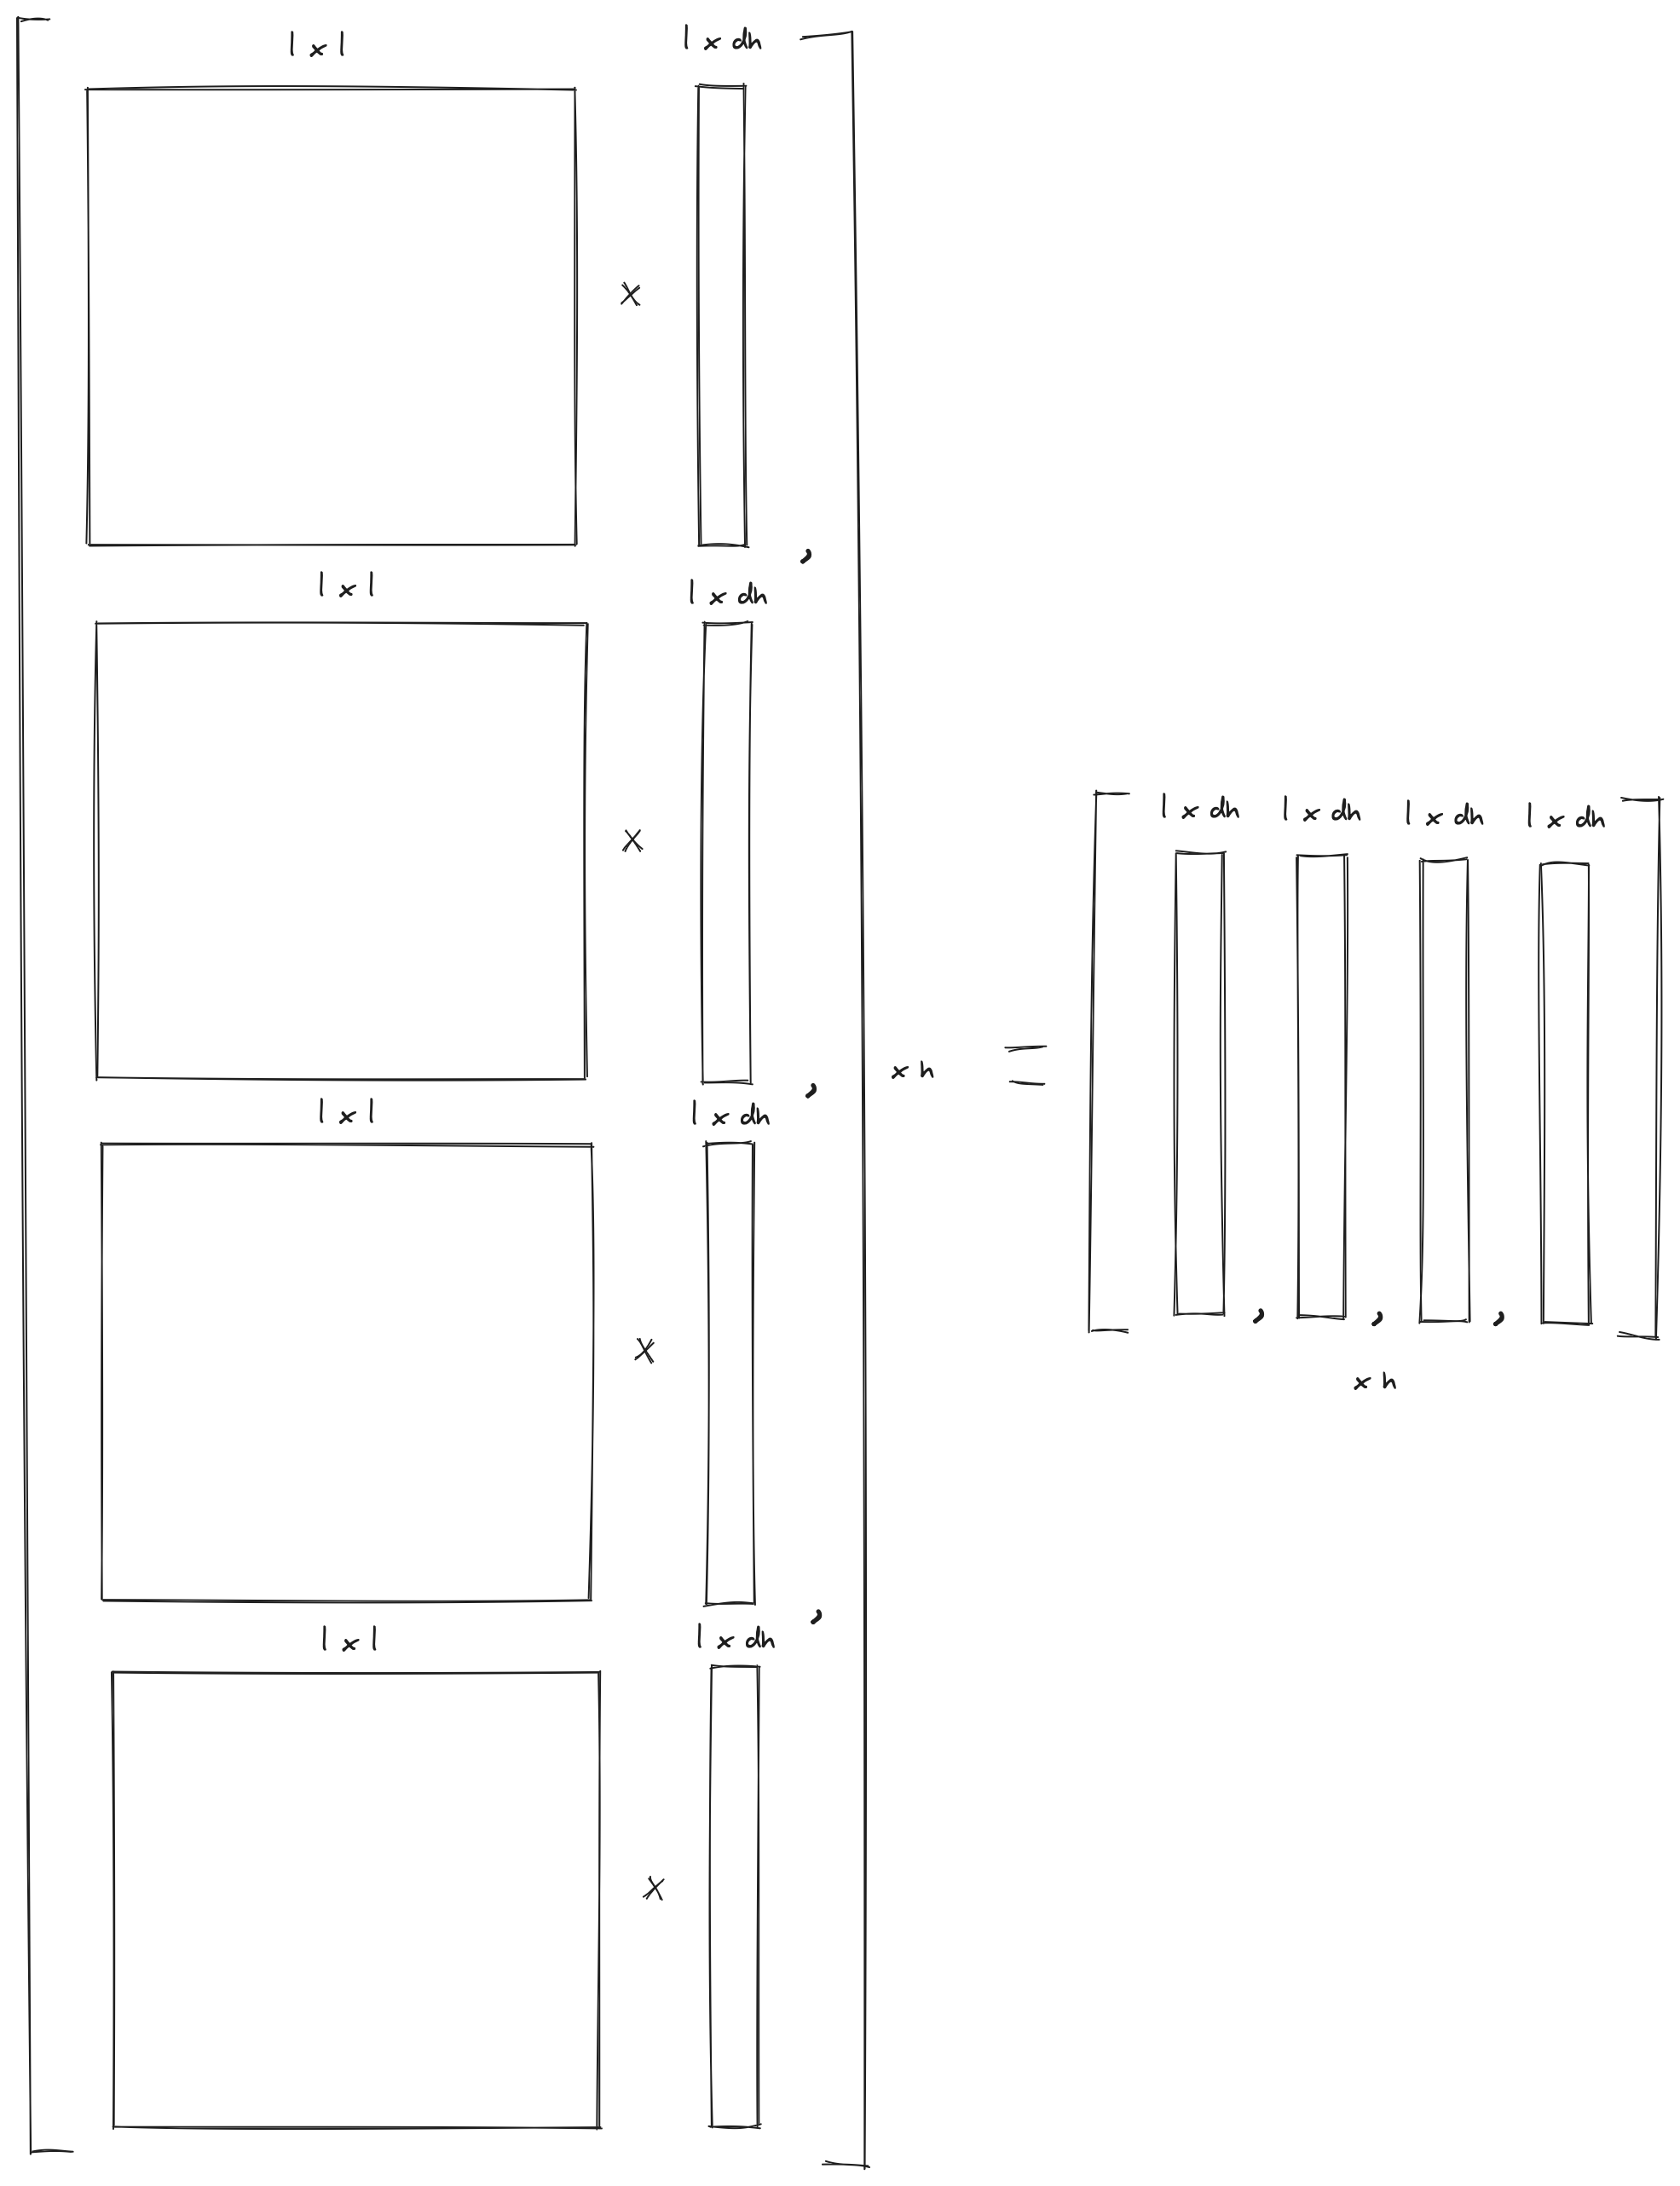 l x l
l x dh
x
,
l x l
l x dh
x
,
x h
=
l x l
l x dh
x
,
l x l
l x dh
x
l x dh
l x dh
l x dh
l x dh
, , ,
x h